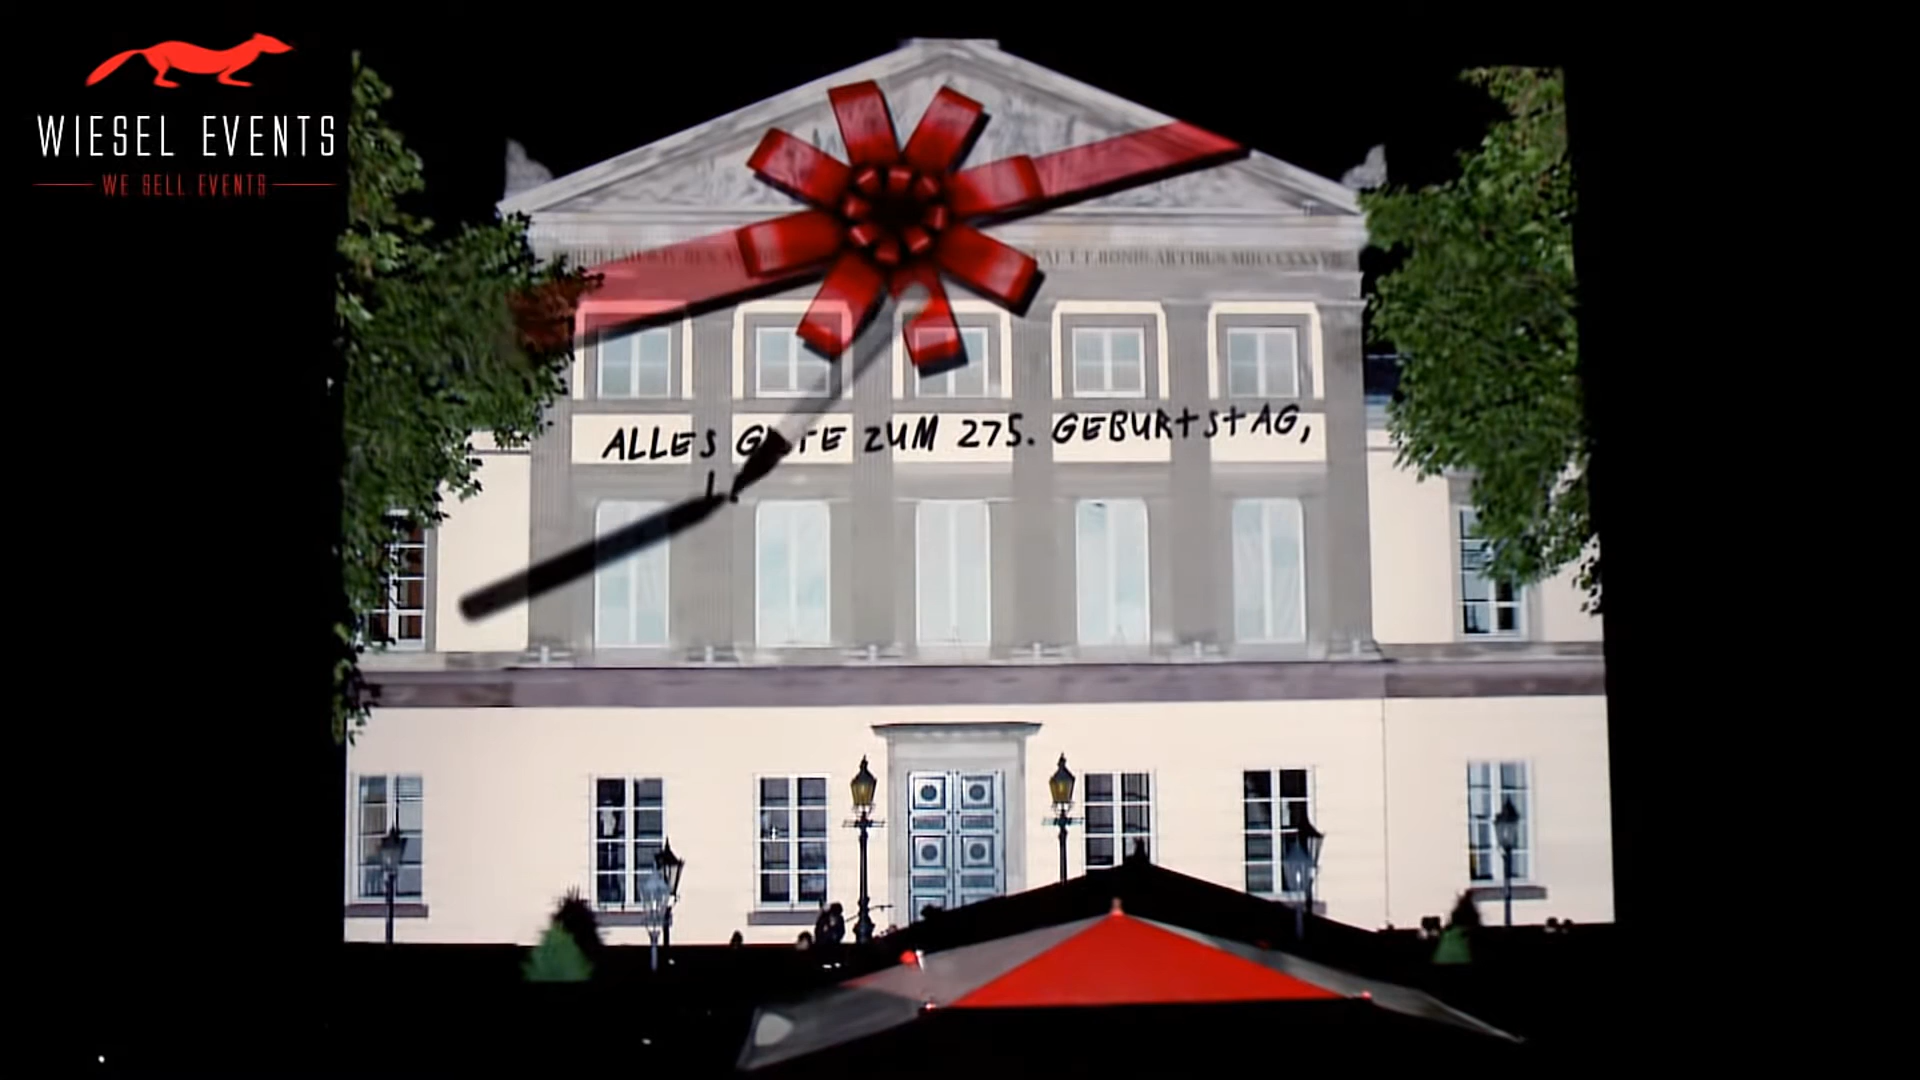 WIESEL EVENTS
WE SELL EVENTS
ALLES GUTE ZUM 275. GEBURTSTAG,